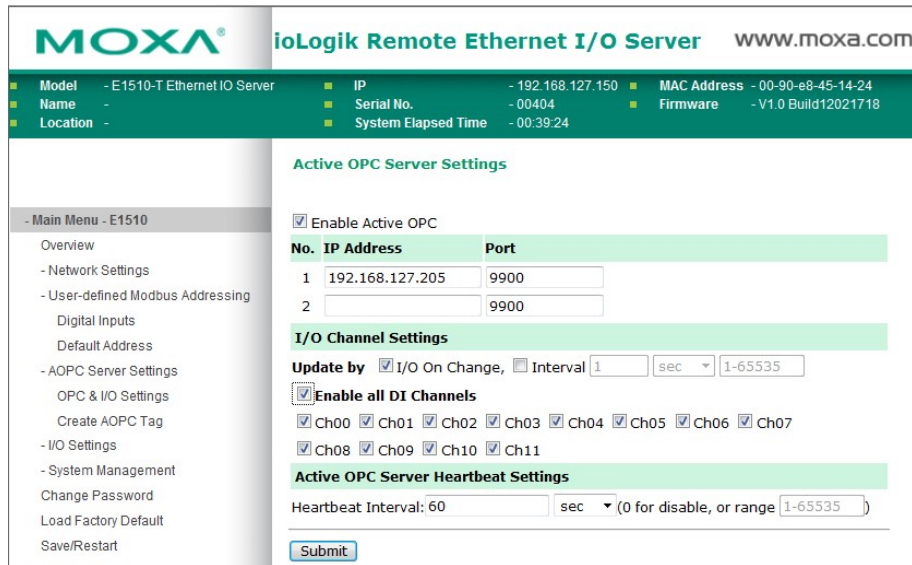 MOXA® ioLogik Remote Ethernet I/O Server www.moxa.com
Model - E1510-T Ethernet IO Server IP - 192.168.127.150 MAC Address - 00-90-e8-45-14-24
Name - Serial No. - 00404 Firmware - V1.0 Build12021718
Location - System Elapsed Time - 00:39:24
Active OPC Server Settings
- Main Menu - E1510
Overview
- Network Settings
- User-defined Modbus Addressing
Digital Inputs
Default Address
- AOPC Server Settings
OPC & I/O Settings
Create AOPC Tag
- I/O Settings
- System Management
Change Password
Load Factory Default
Save/Restart
Enable Active OPC
No. IP Address Port
1 192.168.127.205 9900
2 9900
I/O Channel Settings
Update by I/O On Change, Interval 1 sec 1-65535
Enable all DI Channels
Ch00 Ch01 Ch02 Ch03 Ch04 Ch05 Ch06 Ch07
Ch08 Ch09 Ch10 Ch11
Active OPC Server Heartbeat Settings
Heartbeat Interval: 60 sec (0 for disable, or range 1-65535 )
Submit